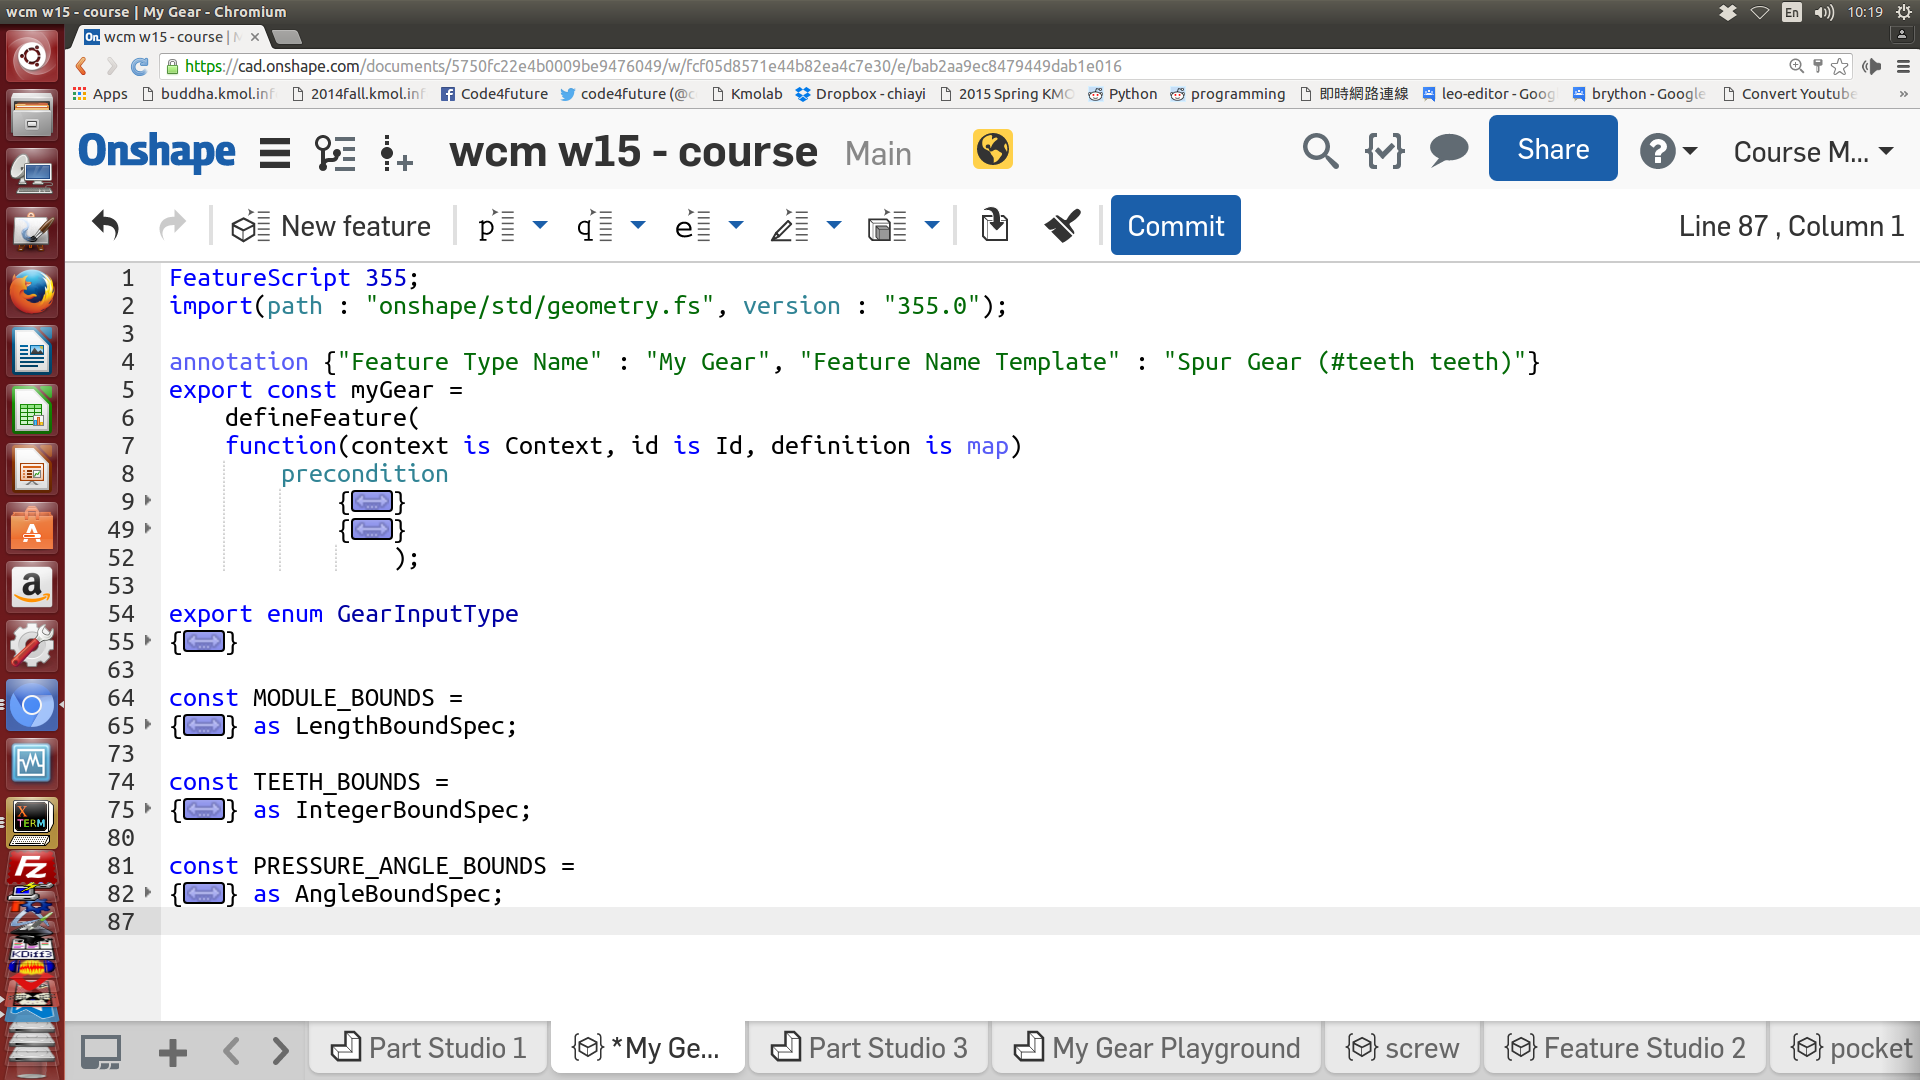 wcm w15 - course | My Gear - Chromium
En
10:19
On wcm w15 - course |
https://cad.onshape.com/documents/5750fc22e4b0009be9476049/w/fcf05d8571e44b82ea4c7e30/e/bab2aa9ec8479449dab1e016
Apps buddha.kmol.inf 2014fall.kmol.inf Code4future code4future (@c Kmolab Dropbox - chiayi 2015 Spring KMO Python programming 即時網路連線 leo-editor - Goog brython - Google Convert Youtube »
Onshape wcm w15 - course Main Share ? Course M...
New feature p q e Commit Line 87 , Column 1
1 FeatureScript 355;
2 import(path : "onshape/std/geometry.fs", version : "355.0");
3
4 annotation {"Feature Type Name" : "My Gear", "Feature Name Template" : "Spur Gear (#teeth teeth)"}
5 export const myGear =
6 defineFeature(
7 function(context is Context, id is Id, definition is map)
8 precondition
9 {<...>}
49 {<...>}
52 );
53
54 export enum GearInputType
55 {<...>}
63
64 const MODULE_BOUNDS =
65 {<...>} as LengthBoundSpec;
73
74 const TEETH_BOUNDS =
75 {<...>} as IntegerBoundSpec;
80
81 const PRESSURE_ANGLE_BOUNDS =
82 {<...>} as AngleBoundSpec;
87
X TERM
Fz
KDiff3
Part Studio 1 *My Ge... Part Studio 3 My Gear Playground screw Feature Studio 2 pocket